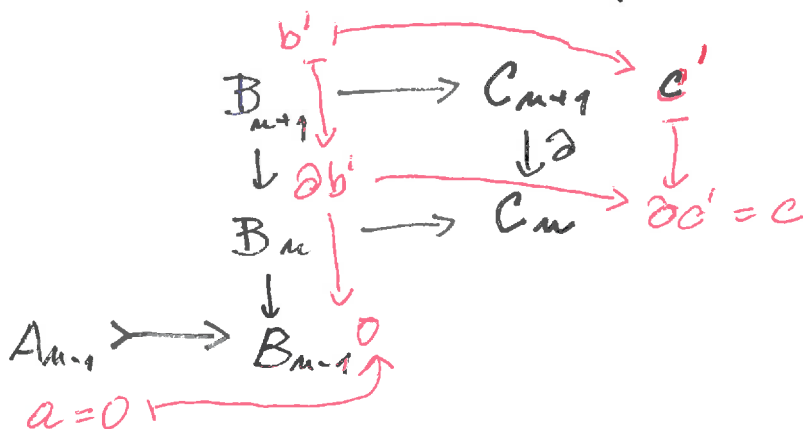 b' ↦ c'
B_{n+1} → C_{n+1}
↓ ∂
∂b' → ∂c' = c
B_n → C_n
A_{n-1} ↣ B_{n-1} 0
a = 0 ↦